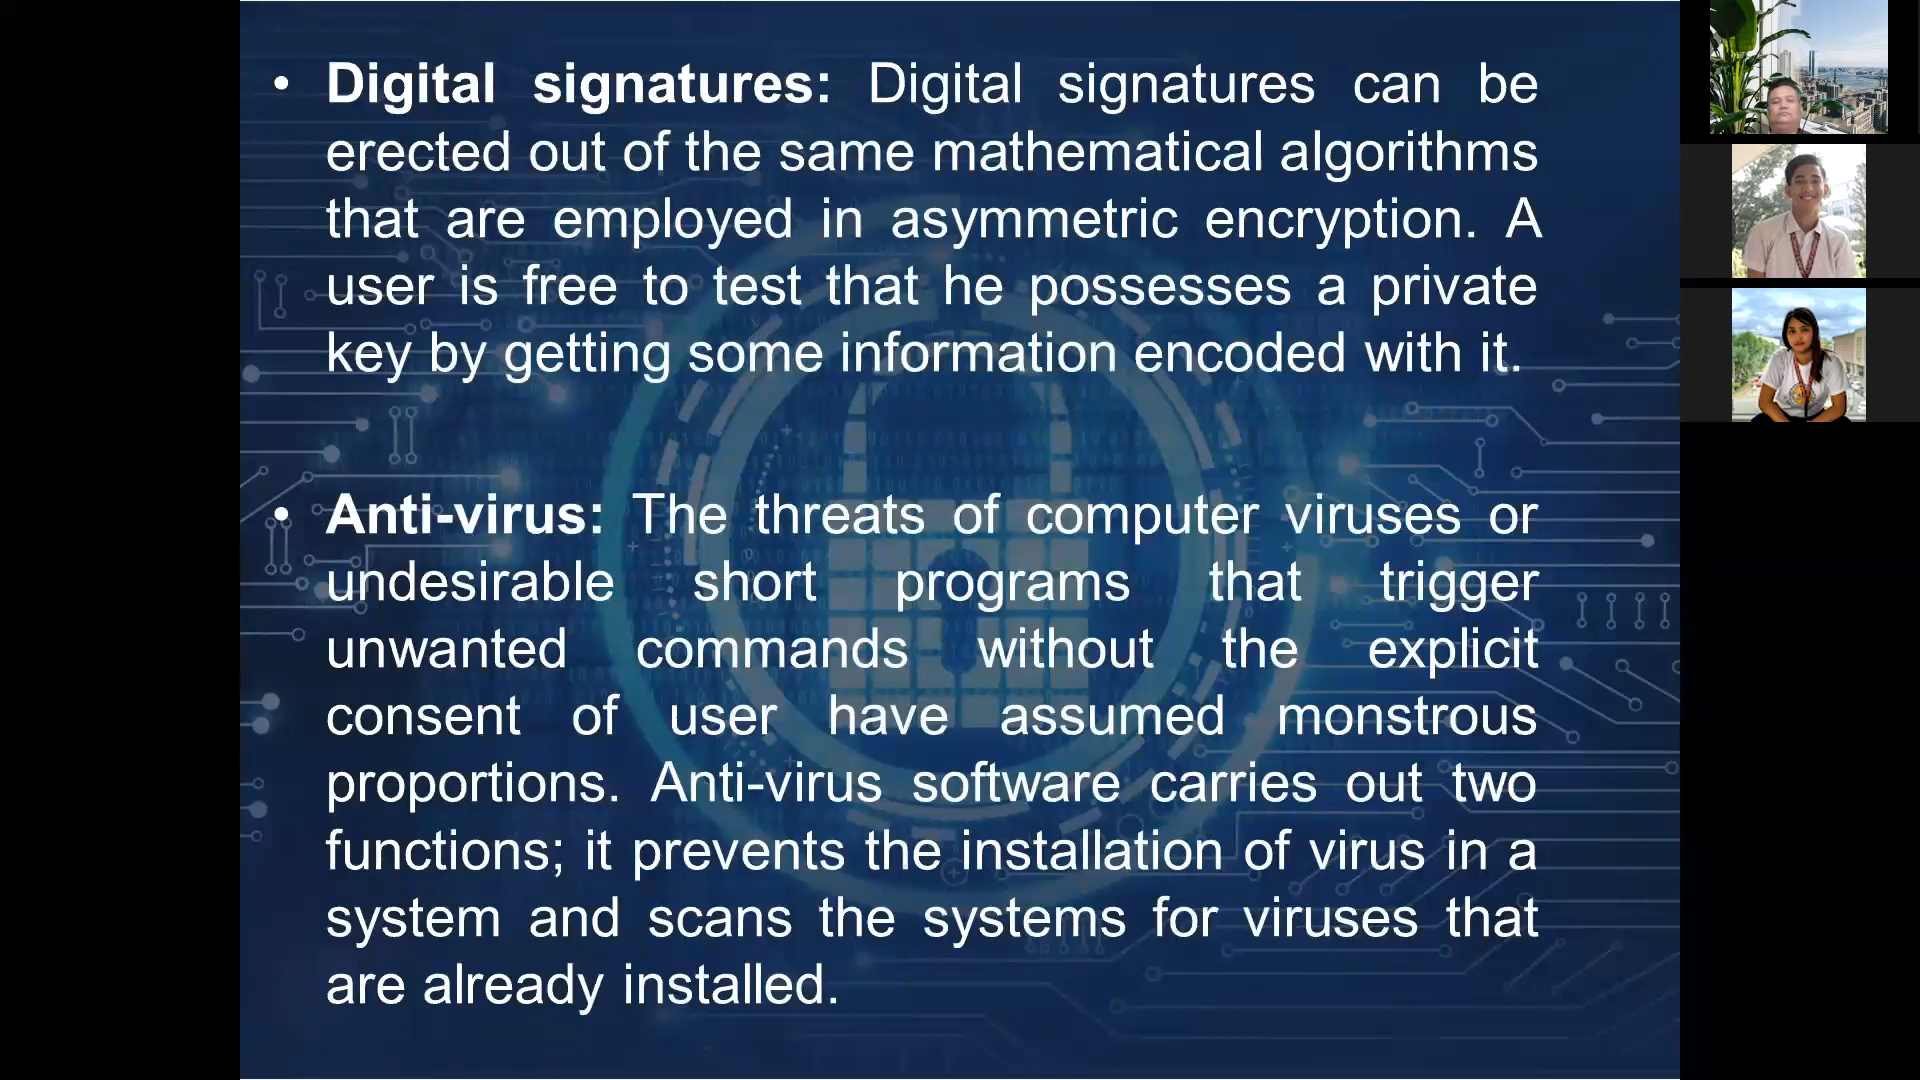 • Digital signatures: Digital signatures can be
erected out of the same mathematical algorithms
that are employed in asymmetric encryption. A
user is free to test that he possesses a private
key by getting some information encoded with it.
• Anti-virus: The threats of computer viruses or
undesirable short programs that trigger
unwanted commands without the explicit
consent of user have assumed monstrous
proportions. Anti-virus software carries out two
functions; it prevents the installation of virus in a
system and scans the systems for viruses that
are already installed.